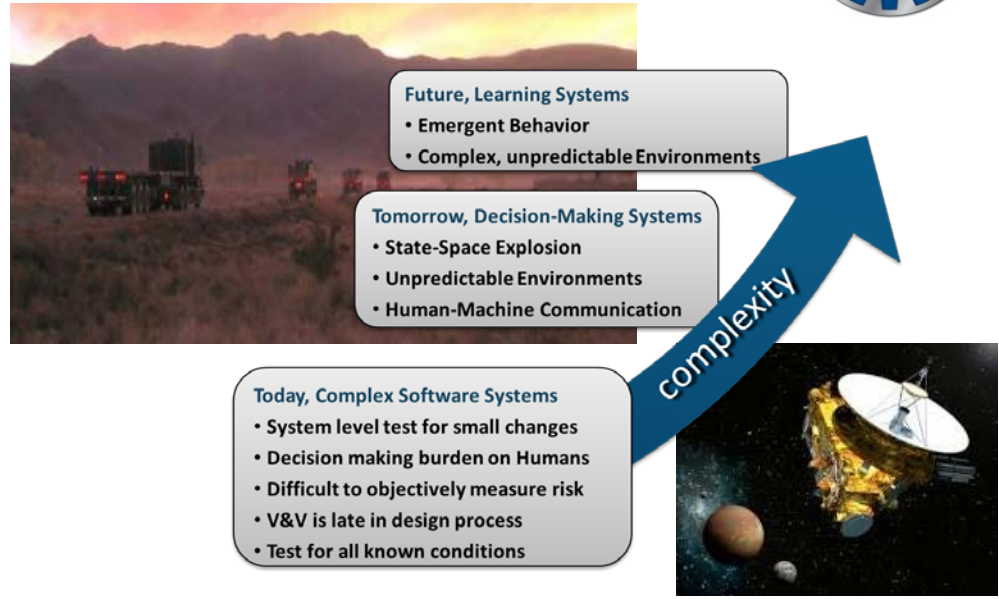 Future, Learning Systems
• Emergent Behavior
• Complex, unpredictable Environments
Tomorrow, Decision-Making Systems
• State-Space Explosion
• Unpredictable Environments
• Human-Machine Communication
complexity
Today, Complex Software Systems
• System level test for small changes
• Decision making burden on Humans
• Difficult to objectively measure risk
• V&V is late in design process
• Test for all known conditions